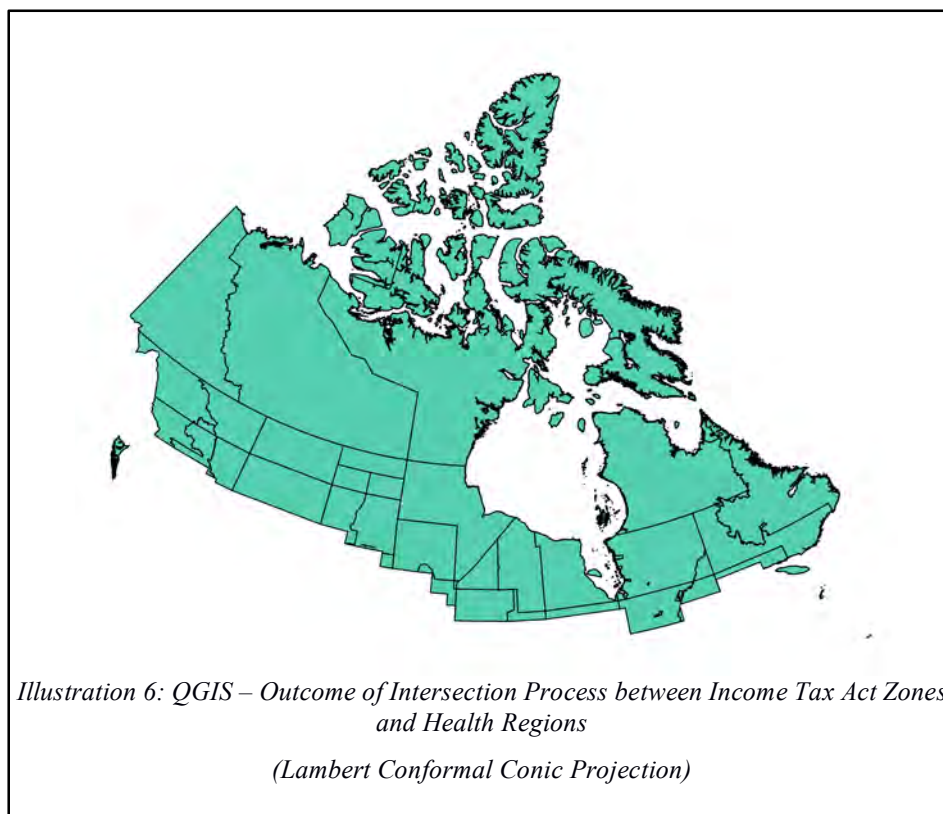 Illustration 6: QGIS – Outcome of Intersection Process between Income Tax Act Zones
and Health Regions
(Lambert Conformal Conic Projection)